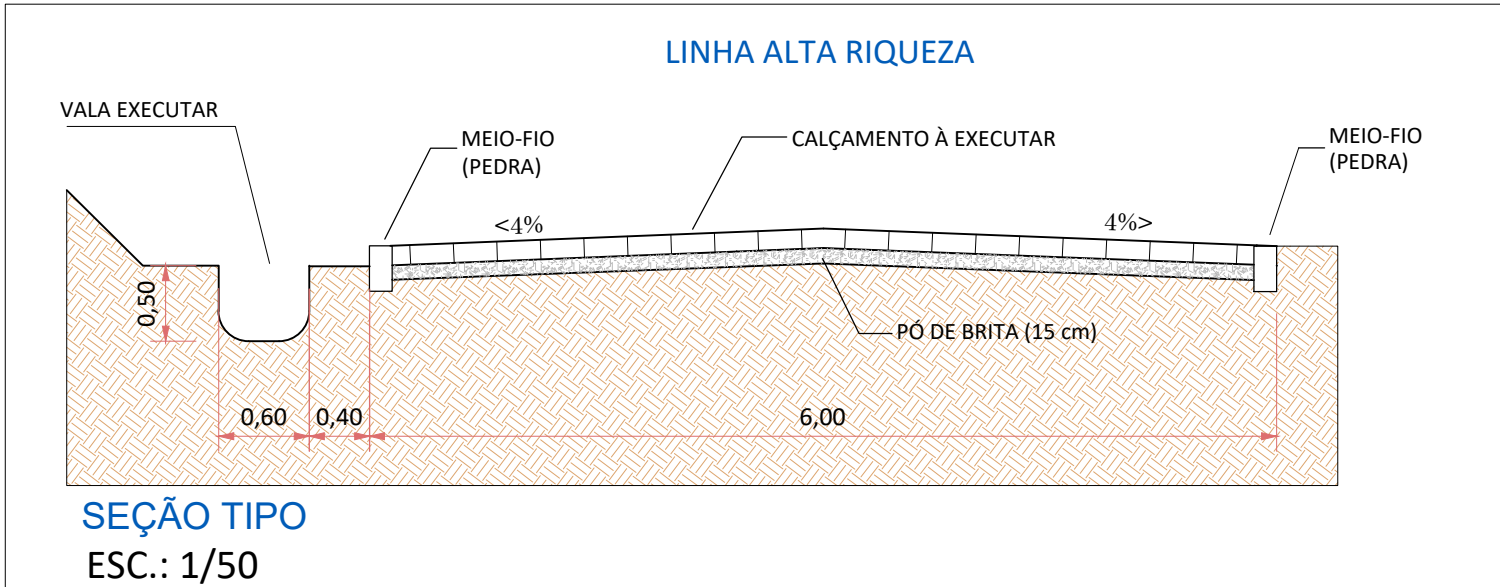 LINHA ALTA RIQUEZA
VALA EXECUTAR
MEIO-FIO
(PEDRA)
CALÇAMENTO À EXECUTAR
MEIO-FIO
(PEDRA)
<4%
4%>
0,50
PÓ DE BRITA (15 cm)
0,60
0,40
6,00
SEÇÃO TIPO
ESC.: 1/50